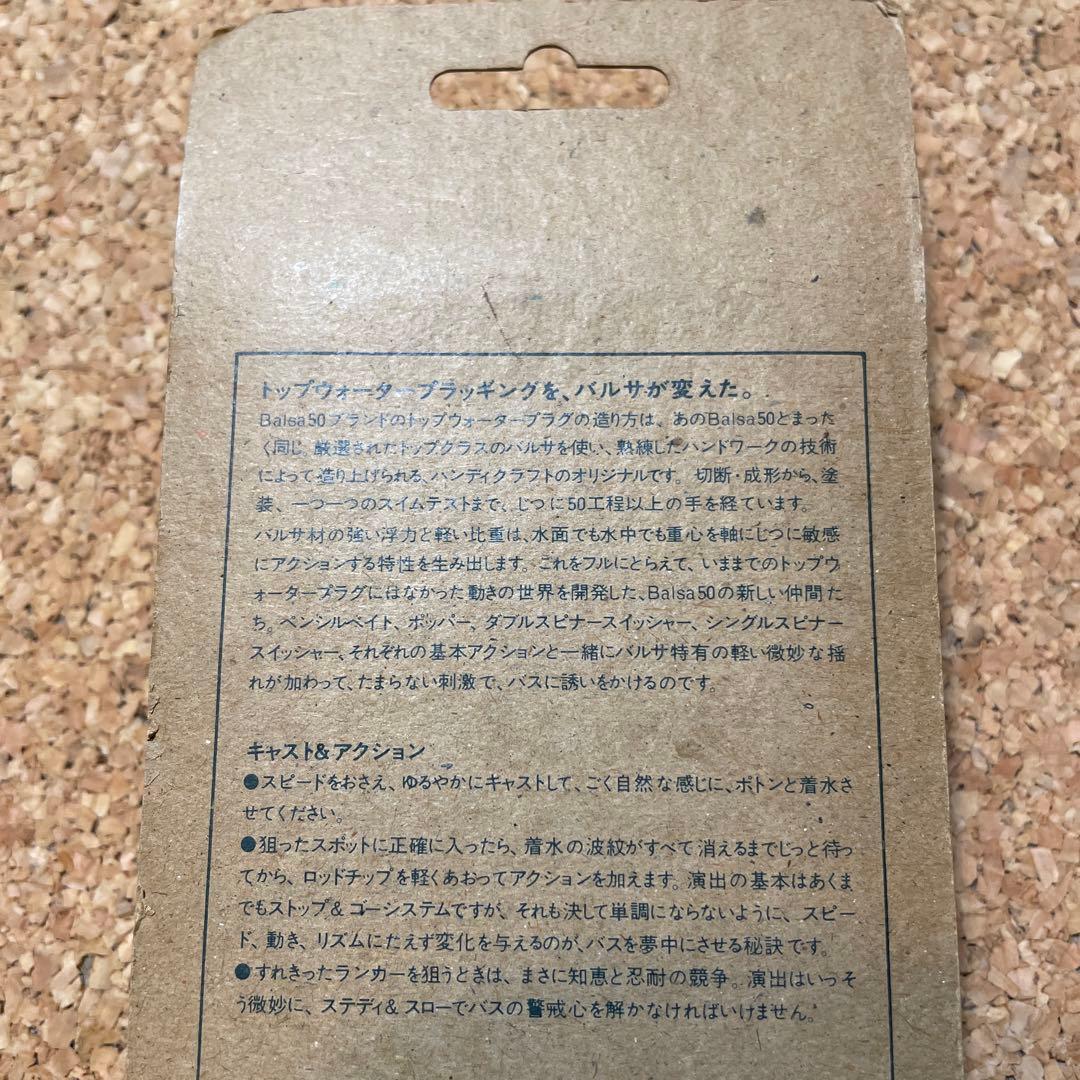 トップウォータープラッギングを、バルサが変えた。
Balsa50ブランドのトップウォータープラグの造り方は、あのBalsa50とまった
く同じ。厳選されたトップクラスのバルサを使い、熟練したハンドワークの技術
によって造り上げられる、ハンディクラフトのオリジナルです。切断・成形から、塗
装、一つ一つのスイムテストまで、じつに50工程以上の手を経ています。
バルサ材の強い浮力と軽い比重は、水面でも水中でも重心を軸にじつに敏感
にアクションする特性を生み出します。これをフルにとらえて、いままでのトップウ
ォータープラグにはなかった動きの世界を開発した、Balsa50の新しい仲間た
ち。ペンシルベイト、ポッパー、ダブルスピナースイッシャー、シングルスピナー
スイッシャー、それぞれの基本アクションと一緒にバルサ特有の軽い微妙な揺
れが加わって、たまらない刺激で、バスに誘いをかけるのです。
キャスト&アクション
●スピードをおさえ、ゆるやかにキャストして、ごく自然な感じに、ポトンと着水さ
せてください。
●狙ったスポットに正確に入ったら、着水の波紋がすべて消えるまでじっと待っ
てから、ロッドチップを軽くあおってアクションを加えます。演出の基本はあくま
でもストップ&ゴーシステムですが、それも決して単調にならないように、スピー
ド、動き、リズムにたえず変化を与えるのが、バスを夢中にさせる秘訣です。
●すれきったランカーを狙うときは、まさに知恵と忍耐の競争。演出はいっそ
う微妙に、ステディ&スローでバスの警戒心を解かなければいけません。